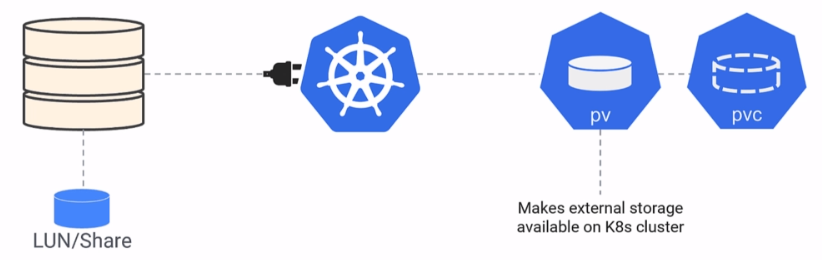 pv
pvc
Makes external storage
available on K8s cluster
LUN/Share